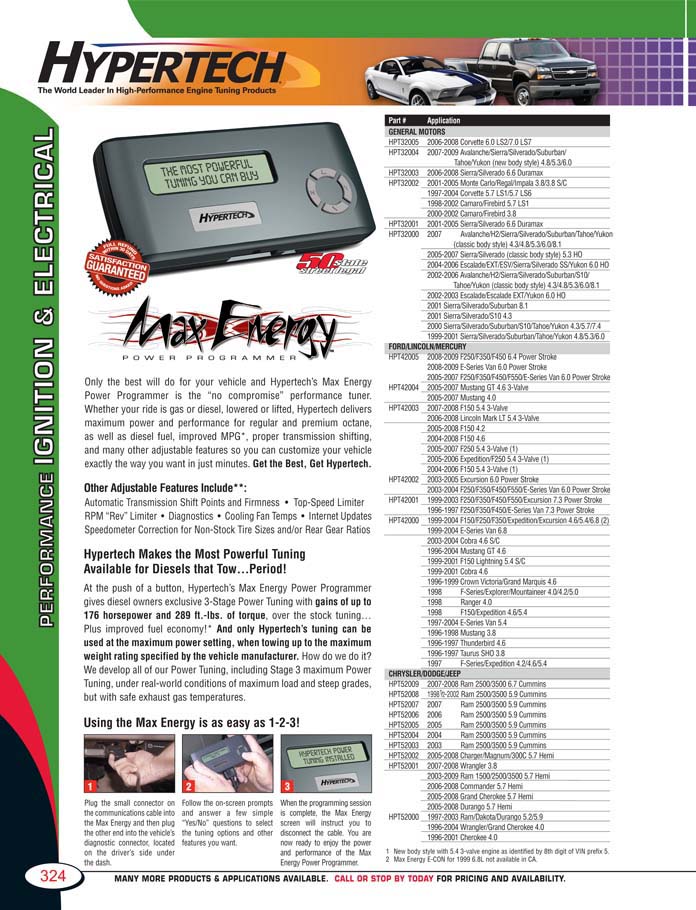 HYPERTECH
The World Leader In High-Performance Engine Tuning Products
PERFORMANCE IGNITION & ELECTRICAL
THE MOST POWERFUL
TUNING YOU CAN BUY
HYPERTECH
FULL REFUND
WITHIN 30 DAYS
SATISFACTION
GUARANTEED
50 state
street legal
Max Energy
POWER PROGRAMMER
Only the best will do for your vehicle and Hypertech's Max Energy
Power Programmer is the "no compromise" performance tuner.
Whether your ride is gas or diesel, lowered or lifted, Hypertech delivers
maximum power and performance for regular and premium octane,
as well as diesel fuel, improved MPG*, proper transmission shifting,
and many other adjustable features so you can customize your vehicle
exactly the way you want in just minutes. Get the Best, Get Hypertech.
Other Adjustable Features Include**:
Automatic Transmission Shift Points and Firmness • Top-Speed Limiter
RPM "Rev" Limiter • Diagnostics • Cooling Fan Temps • Internet Updates
Speedometer Correction for Non-Stock Tire Sizes and/or Rear Gear Ratios
Hypertech Makes the Most Powerful Tuning
Available for Diesels that Tow…Period!
At the push of a button, Hypertech's Max Energy Power Programmer
gives diesel owners exclusive 3-Stage Power Tuning with gains of up to
176 horsepower and 289 ft.-lbs. of torque, over the stock tuning…
Plus improved fuel economy!* And only Hypertech's tuning can be
used at the maximum power setting, when towing up to the maximum
weight rating specified by the vehicle manufacturer. How do we do it?
We develop all of our Power Tuning, including Stage 3 maximum Power
Tuning, under real-world conditions of maximum load and steep grades,
but with safe exhaust gas temperatures.
Using the Max Energy is as easy as 1-2-3!
1
2
3
HYPERTECH POWER
TUNING INSTALLED
HYPERTECH
Plug the small connector on
the communications cable into
the Max Energy and then plug
the other end into the vehicle's
diagnostic connector, located
on the driver's side under
the dash.
Follow the on-screen prompts
and answer a few simple
"Yes/No" questions to select
the tuning options and other
features you want.
When the programming session
is complete, the Max Energy
screen will instruct you to
disconnect the cable. You are
now ready to enjoy the power
and performance of the Max
Energy Power Programmer.
Part # Application
GENERAL MOTORS
HPT32005 2006-2008 Corvette 6.0 LS2/7.0 LS7
HPT32004 2007-2009 Avalanche/Sierra/Silverado/Suburban/
Tahoe/Yukon (new body style) 4.8/5.3/6.0
HPT32003 2006-2008 Sierra/Silverado 6.6 Duramax
HPT32002 2001-2005 Monte Carlo/Regal/Impala 3.8/3.8 S/C
1997-2004 Corvette 5.7 LS1/5.7 LS6
1998-2002 Camaro/Firebird 5.7 LS1
2000-2002 Camaro/Firebird 3.8
HPT32001 2001-2005 Sierra/Silverado 6.6 Duramax
HPT32000 2007 Avalanche/H2/Sierra/Silverado/Suburban/Tahoe/Yukon
(classic body style) 4.3/4.8/5.3/6.0/8.1
2005-2007 Sierra/Silverado (classic body style) 5.3 HO
2004-2006 Escalade/EXT/ESV/Sierra/Silverado SS/Yukon 6.0 HO
2002-2006 Avalanche/H2/Sierra/Silverado/Suburban/S10/
Tahoe/Yukon (classic body style) 4.3/4.8/5.3/6.0/8.1
2002-2003 Escalade/Escalade EXT/Yukon 6.0 HO
2001 Sierra/Silverado/Suburban 8.1
2001 Sierra/Silverado/S10 4.3
2000 Sierra/Silverado/Suburban/S10/Tahoe/Yukon 4.3/5.7/7.4
1999-2001 Sierra/Silverado/Suburban/Tahoe/Yukon 4.8/5.3/6.0
FORD/LINCOLN/MERCURY
HPT42005 2008-2009 F250/F350/F450 6.4 Power Stroke
2008-2009 E-Series Van 6.0 Power Stroke
2005-2007 F250/F350/F450/F550/E-Series Van 6.0 Power Stroke
HPT42004 2005-2007 Mustang GT 4.6 3-Valve
2005-2007 Mustang 4.0
HPT42003 2007-2008 F150 5.4 3-Valve
2006-2008 Lincoln Mark LT 5.4 3-Valve
2005-2008 F150 4.2
2004-2008 F150 4.6
2005-2007 F250 5.4 3-Valve (1)
2005-2006 Expedition/F250 5.4 3-Valve (1)
2004-2006 F150 5.4 3-Valve (1)
HPT42002 2003-2005 Excursion 6.0 Power Stroke
2003-2004 F250/F350/F450/F550/E-Series Van 6.0 Power Stroke
HPT42001 1999-2003 F250/F350/F450/F550/Excursion 7.3 Power Stroke
1996-1997 F250/F350/F450/E-Series Van 7.3 Power Stroke
HPT42000 1999-2004 F150/F250/F350/Expedition/Excursion 4.6/5.4/6.8 (2)
1999-2004 E-Series Van 6.8
2003-2004 Cobra 4.6 S/C
1996-2004 Mustang GT 4.6
1999-2001 F150 Lightning 5.4 S/C
1999-2001 Cobra 4.6
1996-1999 Crown Victoria/Grand Marquis 4.6
1998 F-Series/Explorer/Mountaineer 4.0/4.2/5.0
1998 Ranger 4.0
1998 F150/Expedition 4.6/5.4
1997-2004 E-Series Van 5.4
1996-1998 Mustang 3.8
1996-1997 Thunderbird 4.6
1996-1997 Taurus SHO 3.8
1997 F-Series/Expedition 4.2/4.6/5.4
CHRYSLER/DODGE/JEEP
HPT52009 2007-2008 Ram 2500/3500 6.7 Cummins
HPT52008 1998½-2002 Ram 2500/3500 5.9 Cummins
HPT52007 2007 Ram 2500/3500 5.9 Cummins
HPT52006 2006 Ram 2500/3500 5.9 Cummins
HPT52005 2005 Ram 2500/3500 5.9 Cummins
HPT52004 2004 Ram 2500/3500 5.9 Cummins
HPT52003 2003 Ram 2500/3500 5.9 Cummins
HPT52002 2005-2008 Charger/Magnum/300C 5.7 Hemi
HPT52001 2007-2008 Wrangler 3.8
2003-2009 Ram 1500/2500/3500 5.7 Hemi
2006-2008 Commander 5.7 Hemi
2005-2008 Grand Cherokee 5.7 Hemi
2005-2008 Durango 5.7 Hemi
HPT52000 1997-2003 Ram/Dakota/Durango 5.2/5.9
1996-2004 Wrangler/Grand Cherokee 4.0
1996-2001 Cherokee 4.0
1 New body style with 5.4 3-valve engine as identified by 8th digit of VIN prefix 5.
2 Max Energy E-CON for 1999 6.8L not available in CA.
324
MANY MORE PRODUCTS & APPLICATIONS AVAILABLE. CALL OR STOP BY TODAY FOR PRICING AND AVAILABILITY.